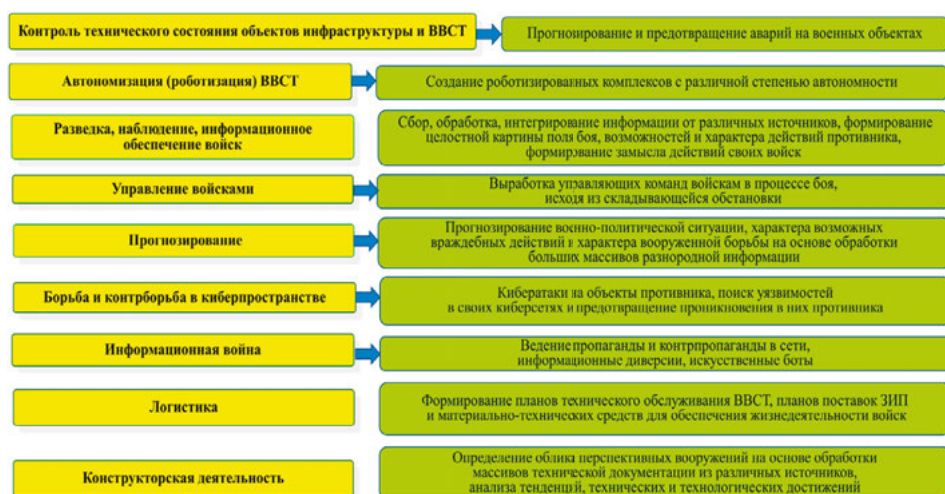 Контроль технического состояния объектов инфраструктуры и ВВСТ
Прогнозирование и предотвращение аварий на военных объектах
Автономизация (роботизация) ВВСТ
Создание роботизированных комплексов с различной степенью автономности
Разведка, наблюдение, информационное
обеспечение войск
Сбор, обработка, интегрирование информации от различных источников, формирование
целостной картины поля боя, возможностей и характера действий противника,
формирование замысла действий своих войск
Управление войсками
Выработка управляющих команд войскам в процессе боя,
исходя из складывающейся обстановки
Прогнозирование
Прогнозирование военно-политической ситуации, характера возможных
враждебных действий и характера вооруженной борьбы на основе обработки
больших массивов разнородной информации
Борьба и контрборьба в киберпространстве
Кибератаки на объекты противника, поиск уязвимостей
в своих киберсетях и предотвращение проникновения в них противника
Информационная война
Ведение пропаганды и контрпропаганды в сети,
информационные диверсии, искусственные боты
Логистика
Формирование планов технического обслуживания ВВСТ, планов поставок ЗИП
и материально-технических средств для обеспечения жизнедеятельности войск
Конструкторская деятельность
Определение облика перспективных вооружений на основе обработки
массивов технической документации из различных источников,
анализа тенденций, технических и технологических достижений